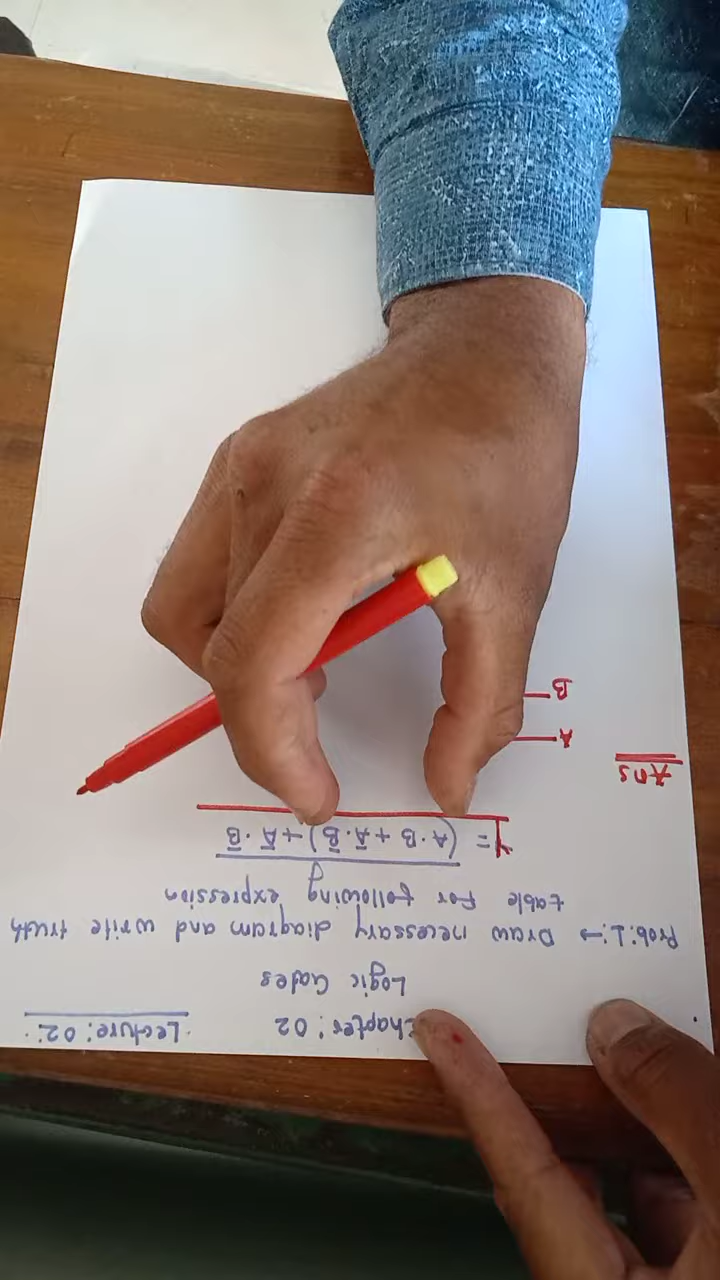 Chapter: 02 Lecture: 02:
Logic Gates
Prob:1:→ Draw necessary diagram and write truth
table for following expression
Y = (A·B + Ā·B̄) + Ā·B̄
Ans
A
B